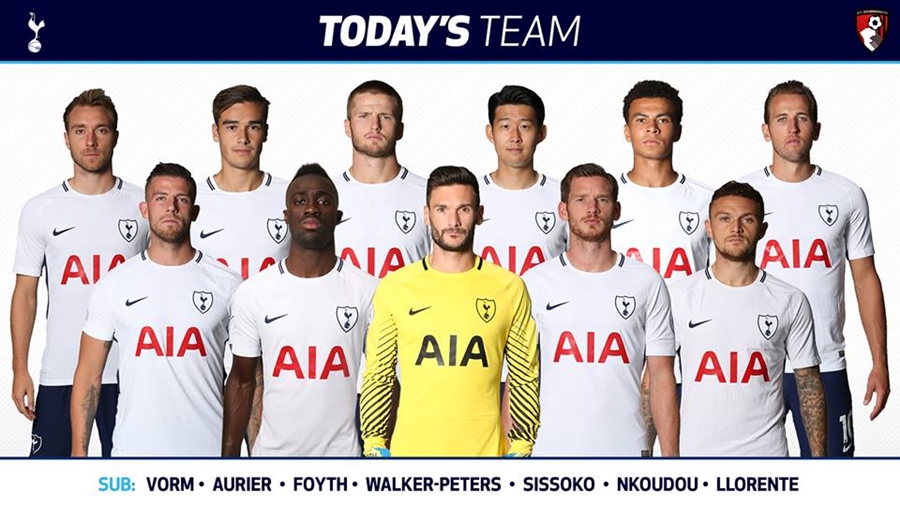 TODAY'S TEAM
AIA AIA AIA AIA AIA AIA
AIA AIA AIA AIA AIA
10
SUB: VORM • AURIER • FOYTH • WALKER-PETERS • SISSOKO • NKOUDOU • LLORENTE